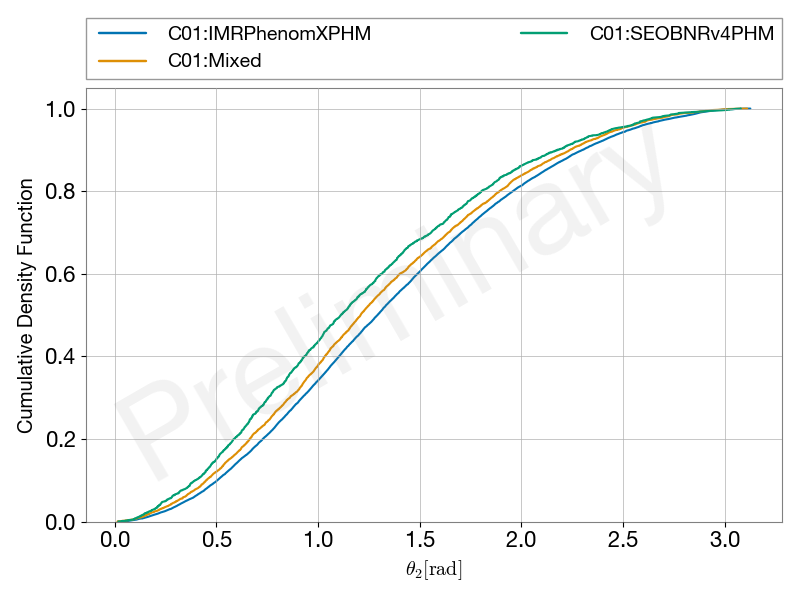 C01:IMRPhenomXPHM
C01:Mixed
C01:SEOBNRv4PHM
Cumulative Density Function
1.0
0.8
0.6
0.4
0.2
0.0
Preliminary
0.0 0.5 1.0 1.5 2.0 2.5 3.0
θ₂[rad]